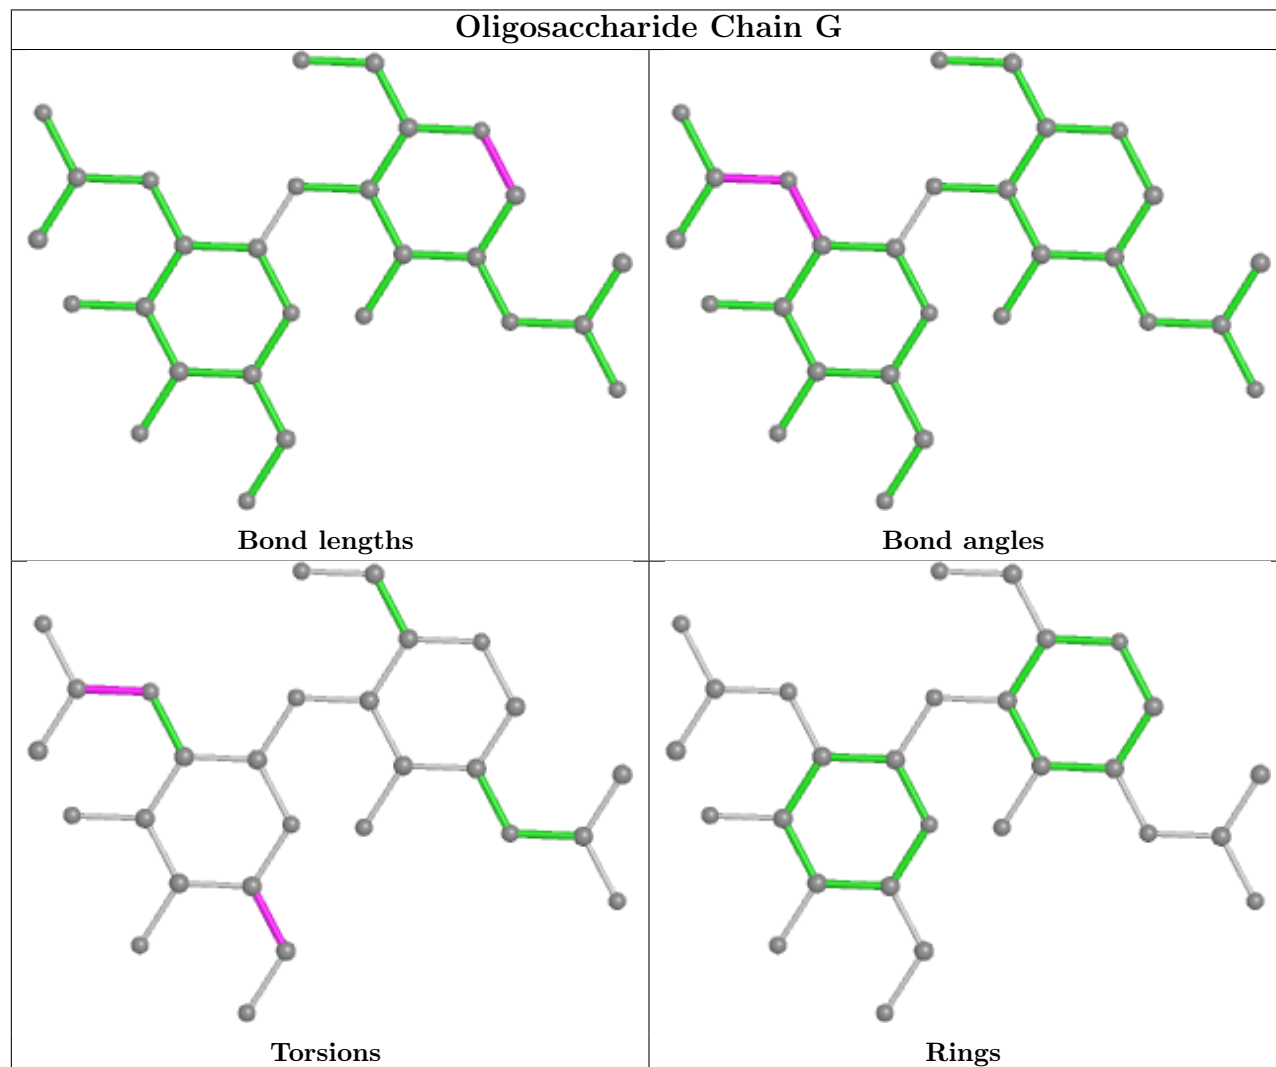 Oligosaccharide Chain G
Bond lengths
Bond angles
Torsions
Rings